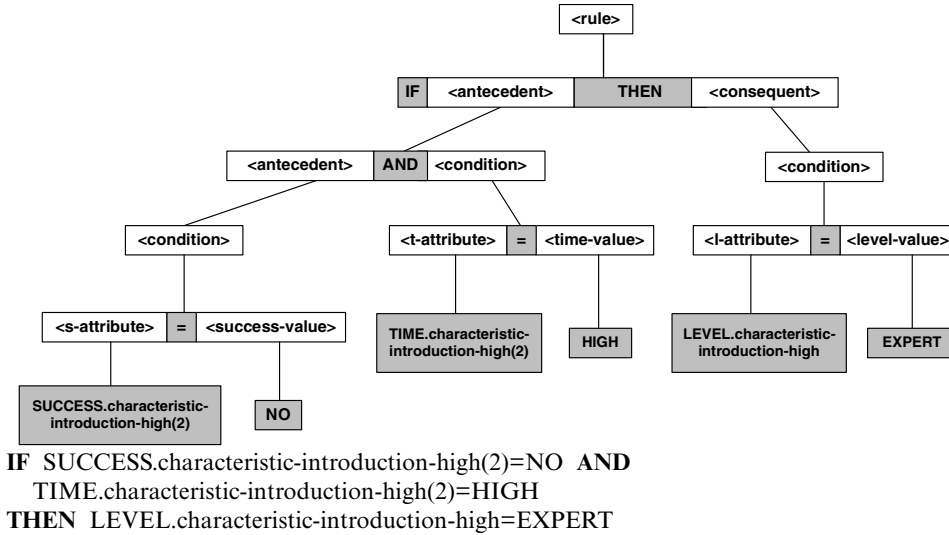 <rule>
IF <antecedent> THEN <consequent>
<antecedent> AND <condition>
<condition>
<condition>
<t-attribute> = <time-value>
<l-attribute> = <level-value>
<s-attribute> = <success-value>
TIME.characteristic-
introduction-high(2)
HIGH
LEVEL.characteristic-
introduction-high
EXPERT
SUCCESS.characteristic-
introduction-high(2)
NO
IF SUCCESS.characteristic-introduction-high(2)=NO AND
TIME.characteristic-introduction-high(2)=HIGH
THEN LEVEL.characteristic-introduction-high=EXPERT